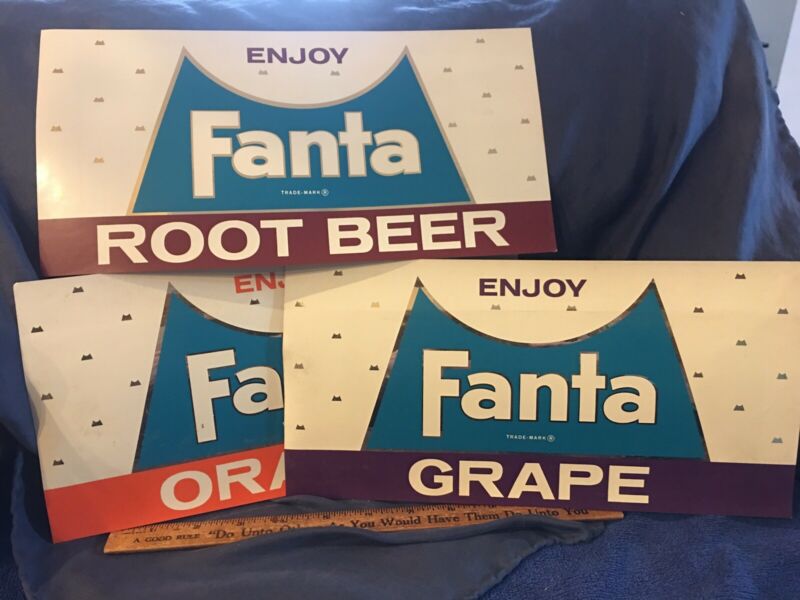 ENJOY
Fanta
TRADE-MARK ®
ROOT BEER
ENJ
Fa
ORA
ENJOY
Fanta
TRADE-MARK ®
GRAPE
A GOOD RULE "Do Unto Others As You Would Have Them Do Unto You